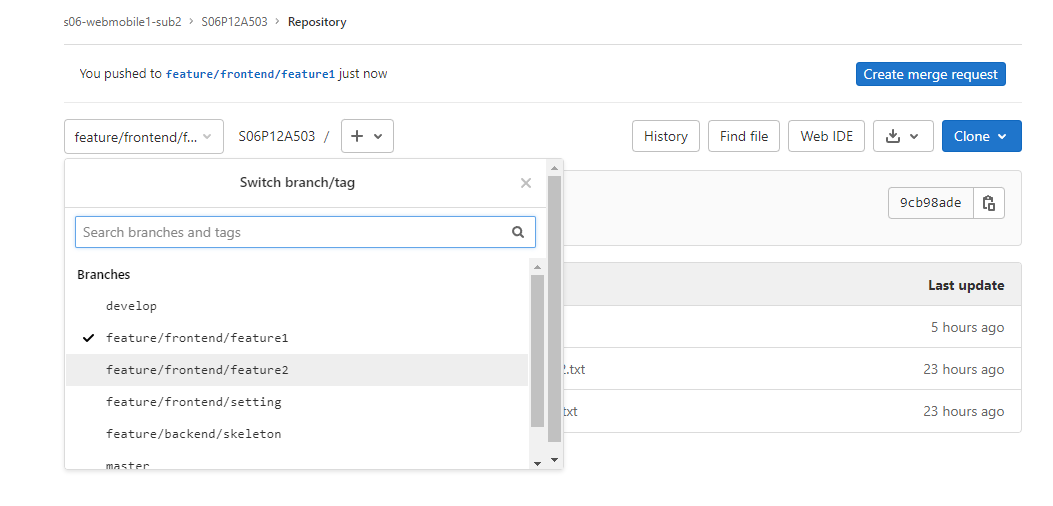 s06-webmobile1-sub2 > S06P12A503 > Repository
You pushed to feature/frontend/feature1 just now
Create merge request
feature/frontend/f... S06P12A503 / +
History Find file Web IDE Clone
Switch branch/tag
Search branches and tags
9cb98ade
Branches
Last update
develop
feature/frontend/feature1
5 hours ago
feature/frontend/feature2
2.txt
23 hours ago
feature/frontend/setting
txt
23 hours ago
feature/backend/skeleton
master